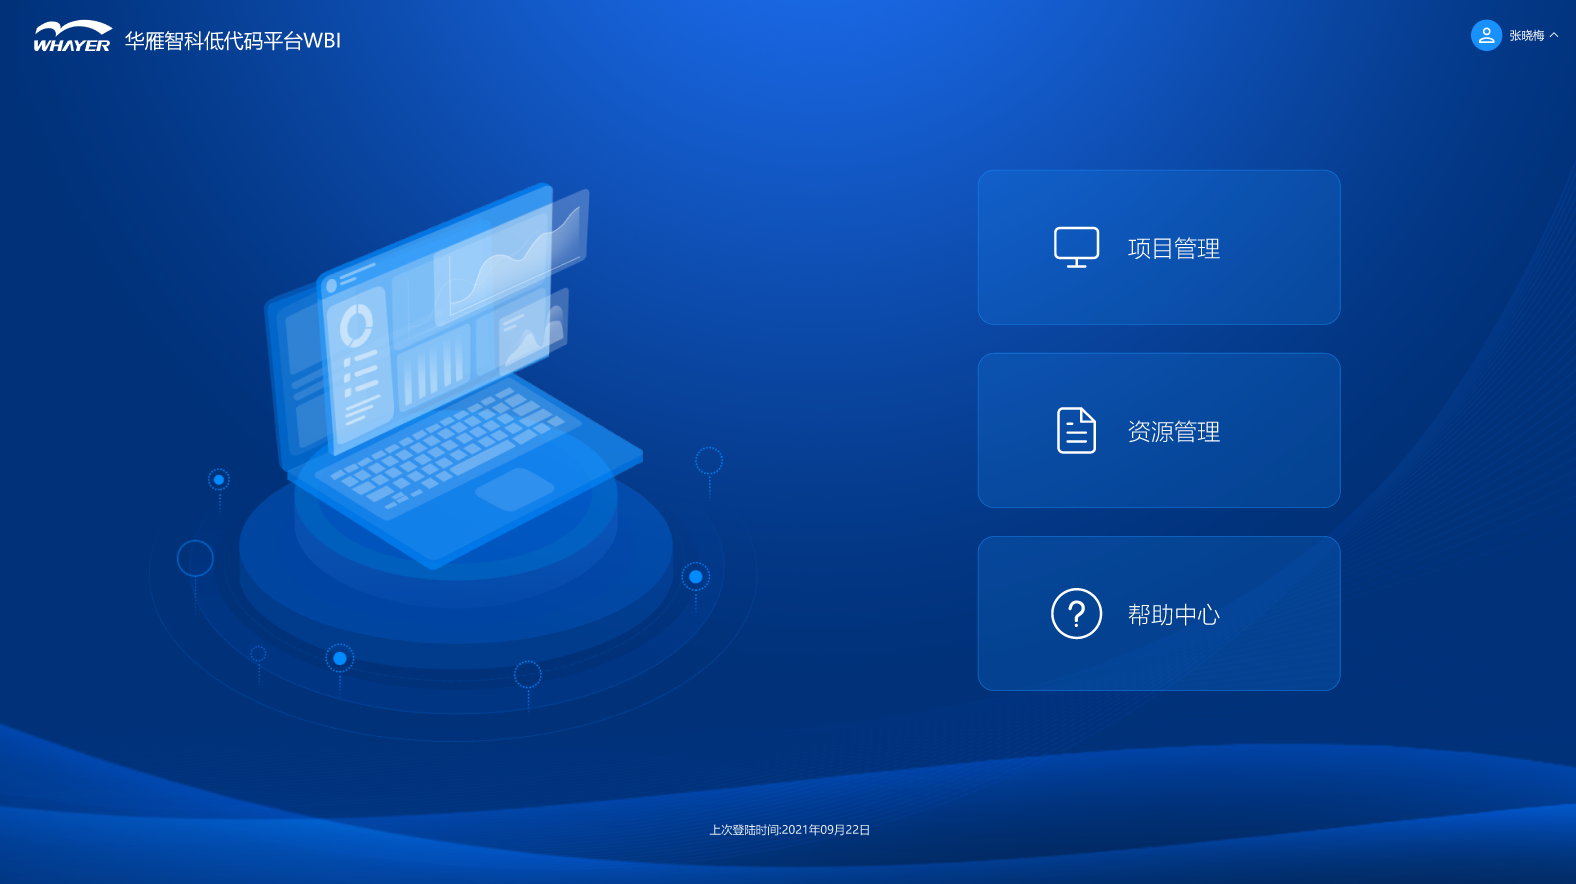 WHAYER
华雁智科低代码平台WBI
张晓梅
项目管理
资源管理
帮助中心
上次登陆时间:2021年09月22日